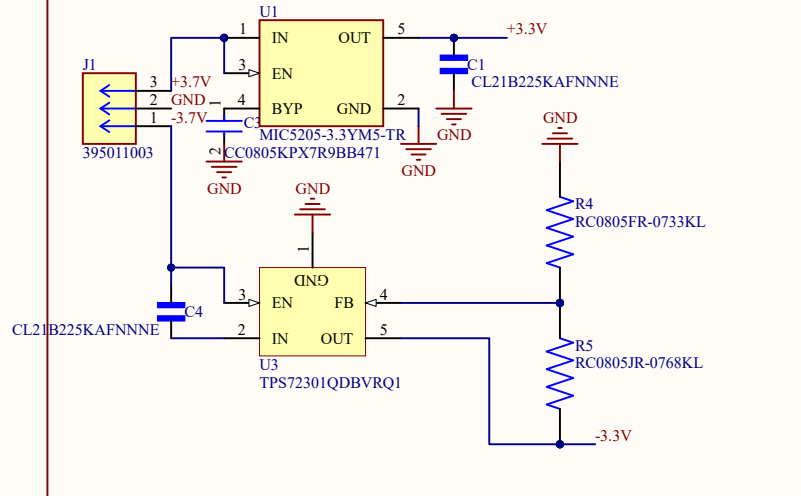 U1
1
IN
OUT
5
+3.3V
3
EN
C1
CL21B225KAFNNNE
J1
3
+3.7V
2
GND
1
-3.7V
395011003
4
BYP
GND
2
1
C3
2
MIC5205-3.3YM5-TR
CC0805KPX7R9BB471
GND
GND
GND
GND
GND
R4
RC0805FR-0733KL
1
GND
3
EN
FB
4
C4
CL21B225KAFNNNE
2
IN
OUT
5
U3
TPS72301QDBVRQ1
R5
RC0805JR-0768KL
-3.3V